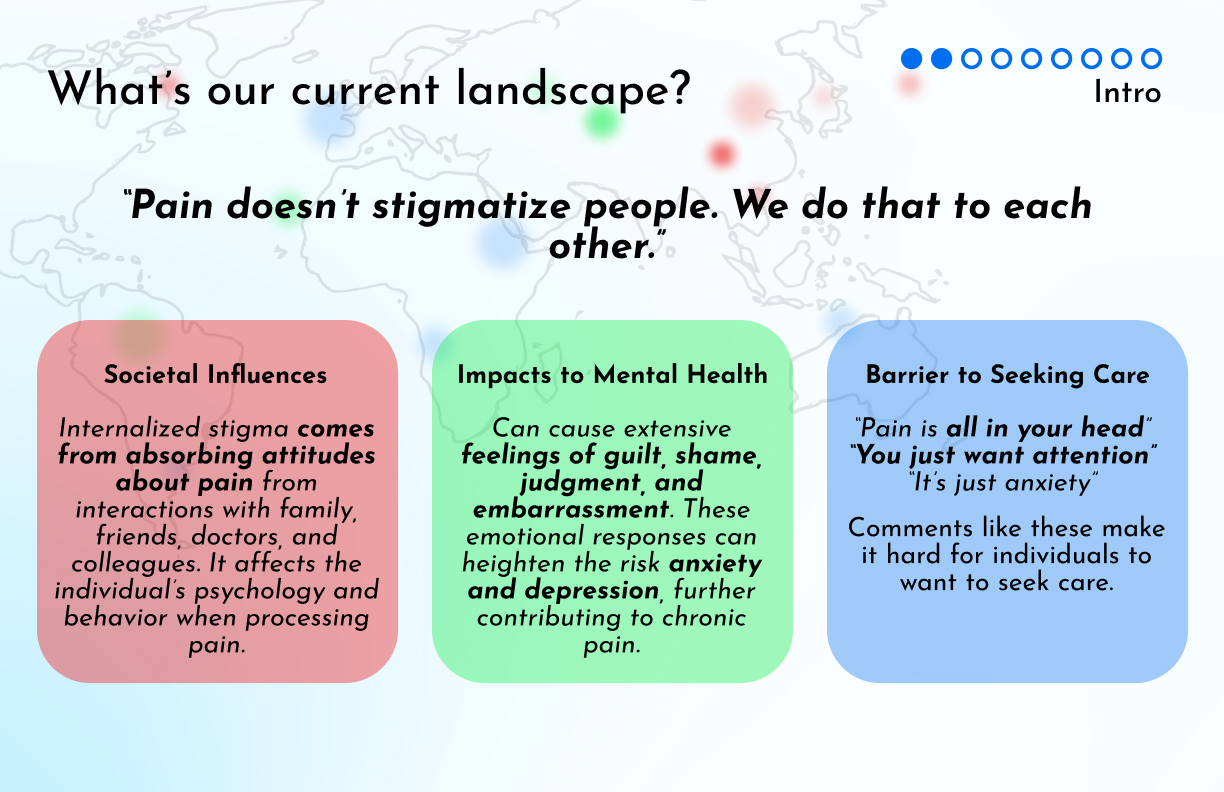 What's our current landscape?
Intro
"Pain doesn't stigmatize people. We do that to each
other."
Societal Influences
Internalized stigma comes
from absorbing attitudes
about pain from
interactions with family,
friends, doctors, and
colleagues. It affects the
individual's psychology and
behavior when processing
pain.
Impacts to Mental Health
Can cause extensive
feelings of guilt, shame,
judgment, and
embarrassment. These
emotional responses can
heighten the risk anxiety
and depression, further
contributing to chronic
pain.
Barrier to Seeking Care
"Pain is all in your head"
"You just want attention"
"It's just anxiety"
Comments like these make
it hard for individuals to
want to seek care.